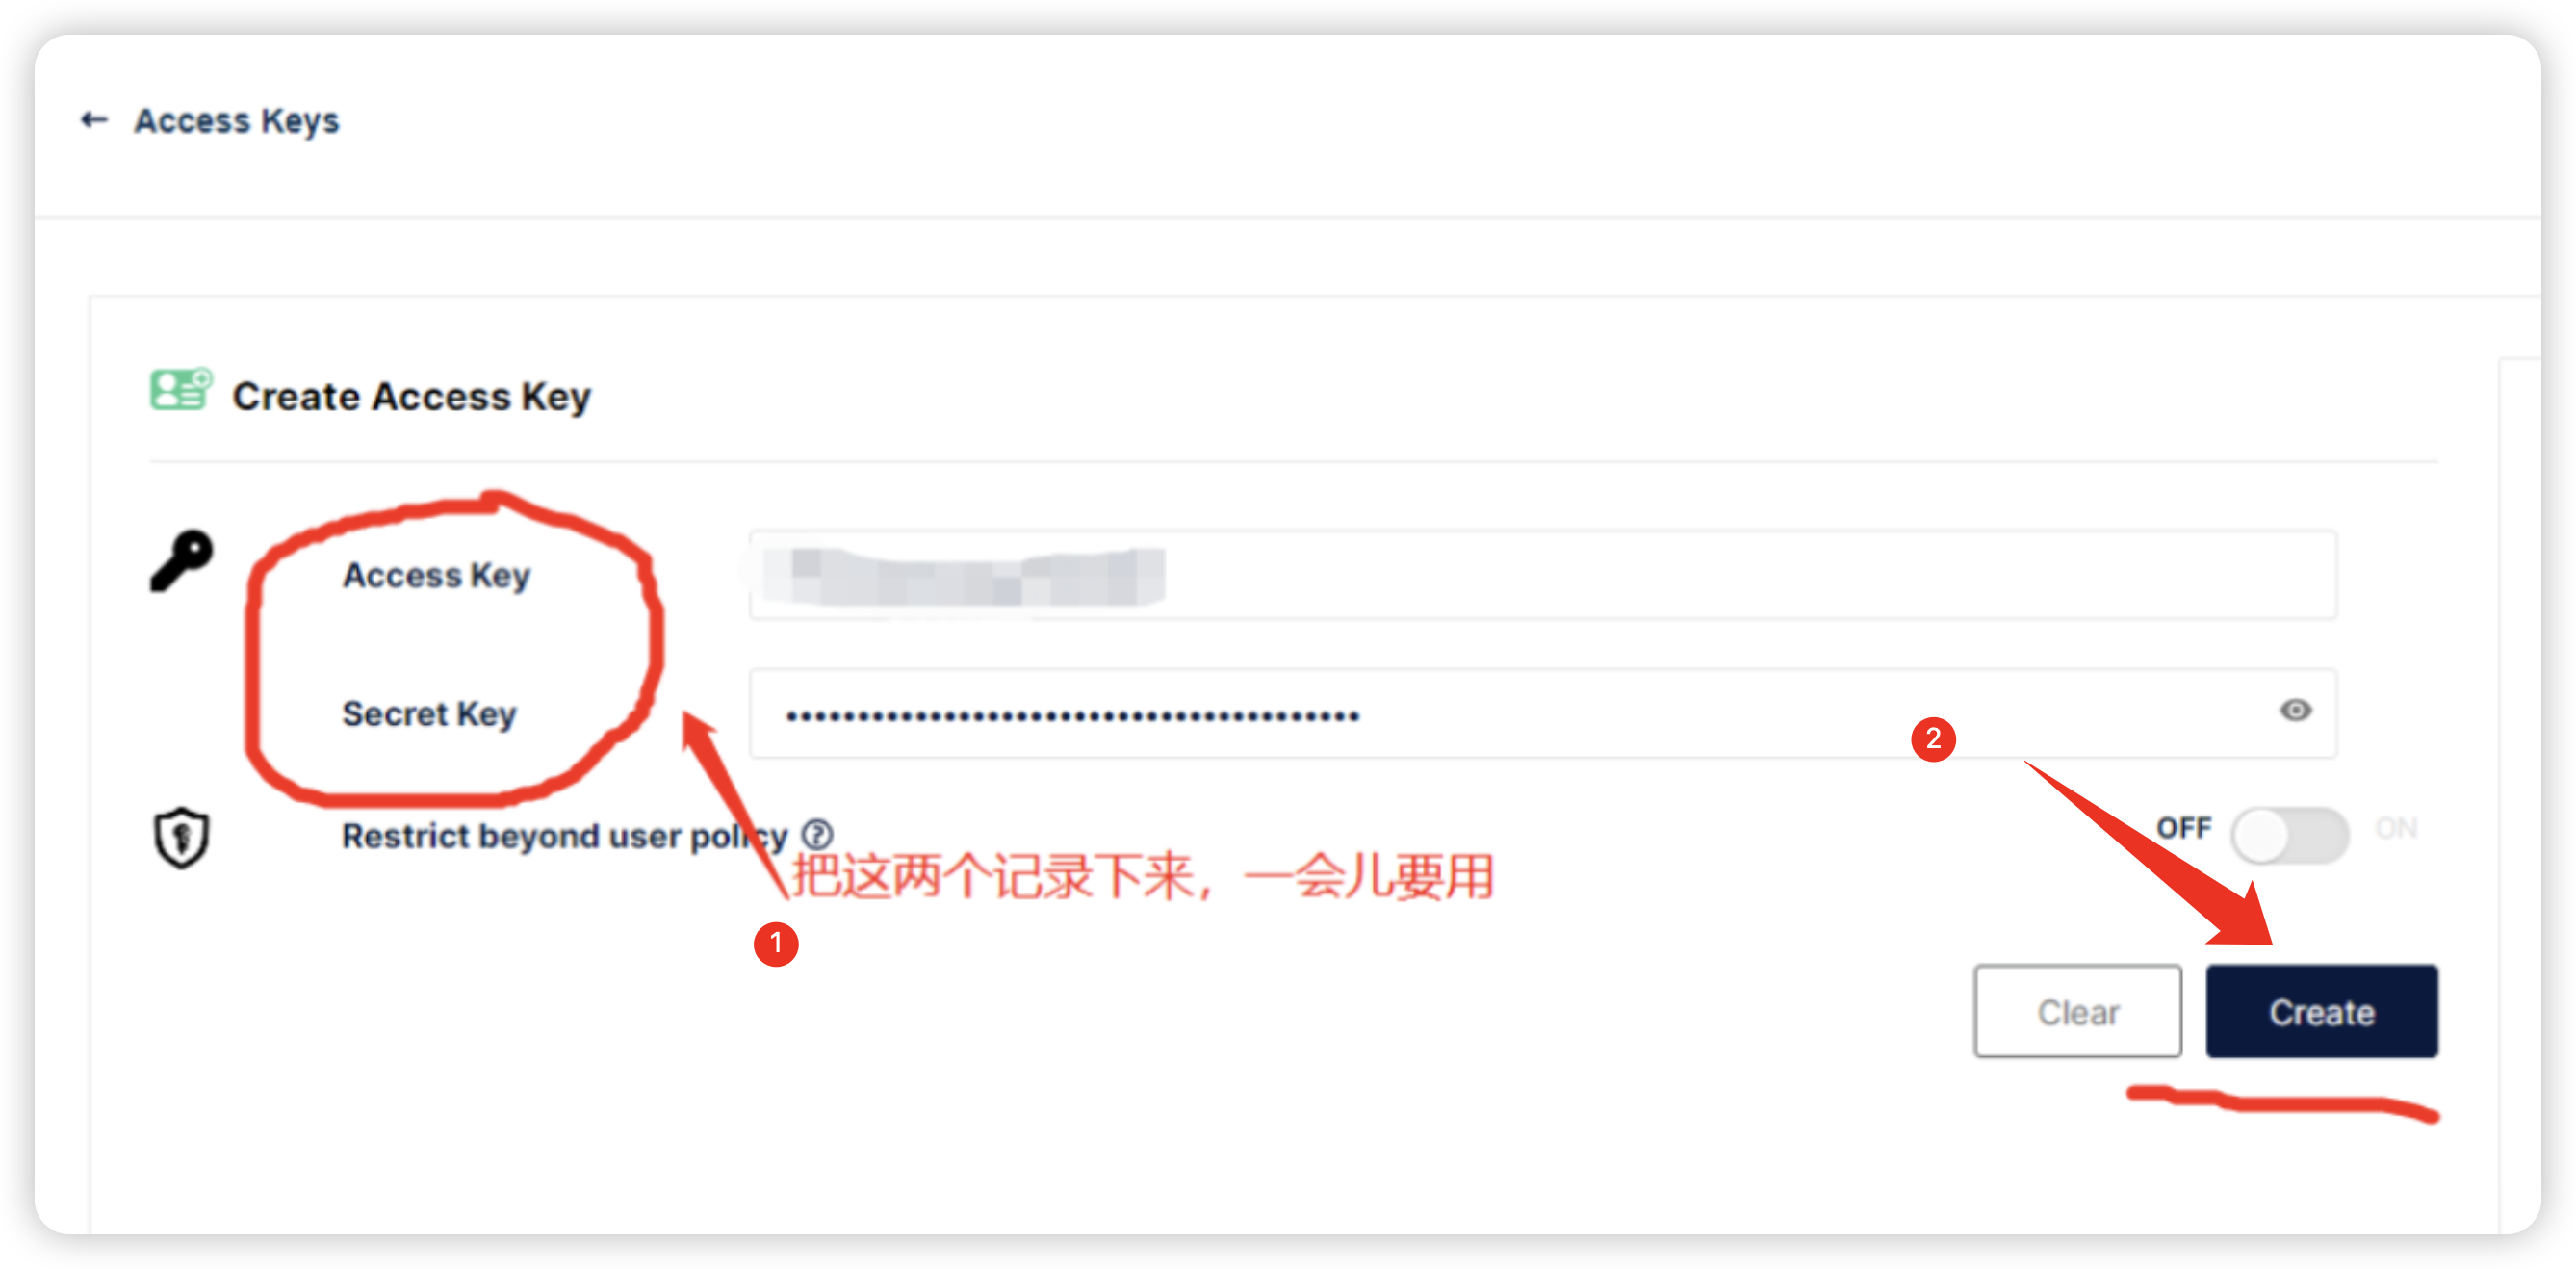 ← Access Keys
Create Access Key
Access Key
Secret Key ••••••••••••••••••••••••••••••••••••••••
2
Restrict beyond user policy ?
OFF ON
把这两个记录下来，一会儿要用
1
Clear Create